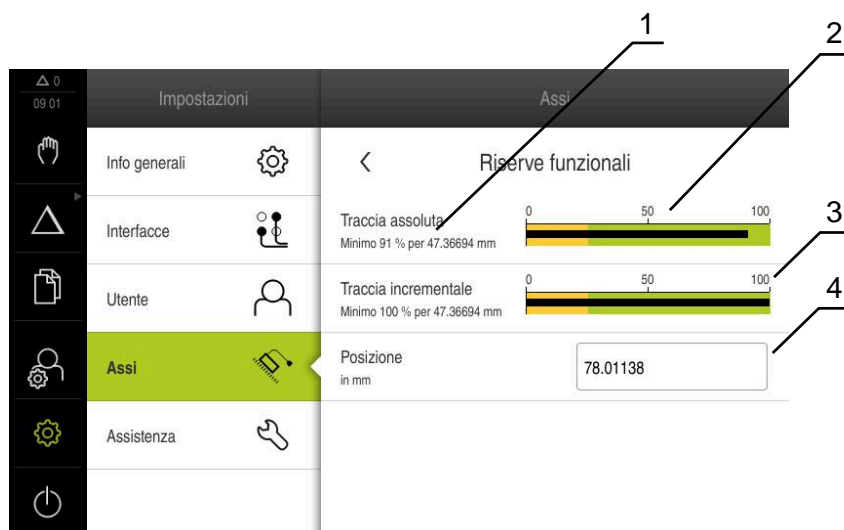 1
2
3
4
0
09 01
Impostazioni
Assi
Info generali
Interfacce
Utente
Assi
Assistenza
Riserve funzionali
Traccia assoluta
Minimo 91 % per 47.36694 mm
0 50 100
Traccia incrementale
Minimo 100 % per 47.36694 mm
0 50 100
Posizione
in mm
78.01138